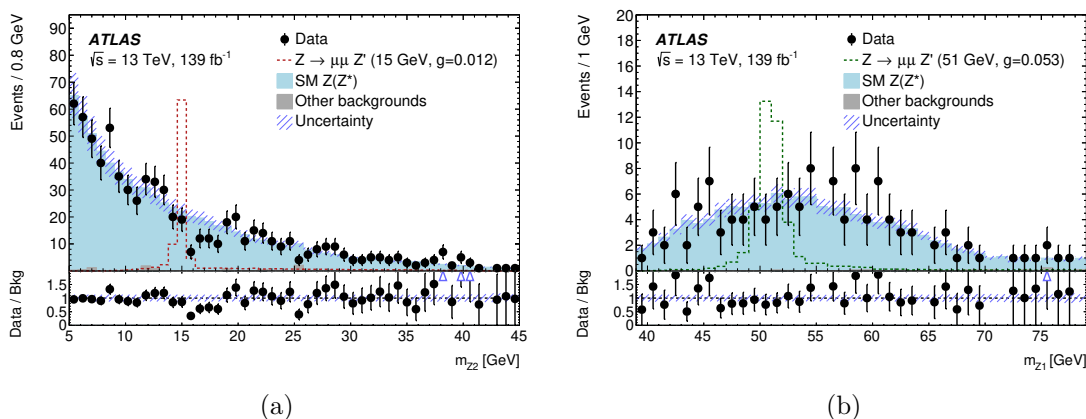 Events / 0.8 GeV
90
80
70
60
50
40
30
20
10
ATLAS
√s = 13 TeV, 139 fb⁻¹
Data
Z → μμ Z' (15 GeV, g=0.012)
SM Z(Z*)
Other backgrounds
Uncertainty
Data / Bkg
1.5
1
0.5
0
5 10 15 20 25 30 35 40 45
m_Z2 [GeV]
(a)
Events / 1 GeV
20
18
16
14
12
10
8
6
4
2
0
ATLAS
√s = 13 TeV, 139 fb⁻¹
Data
Z → μμ Z' (51 GeV, g=0.053)
SM Z(Z*)
Other backgrounds
Uncertainty
Data / Bkg
1.5
1
0.5
0
40 45 50 55 60 65 70 75
m_Z1 [GeV]
(b)